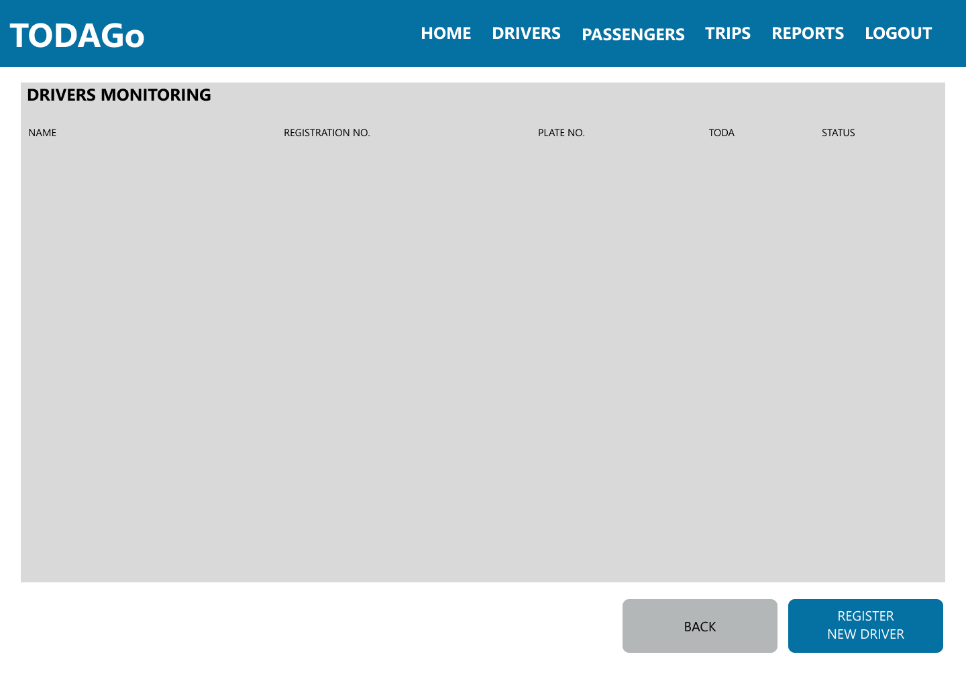 TODAGo
HOME DRIVERS PASSENGERS TRIPS REPORTS LOGOUT
DRIVERS MONITORING
NAME REGISTRATION NO. PLATE NO. TODA STATUS
BACK
REGISTER
NEW DRIVER